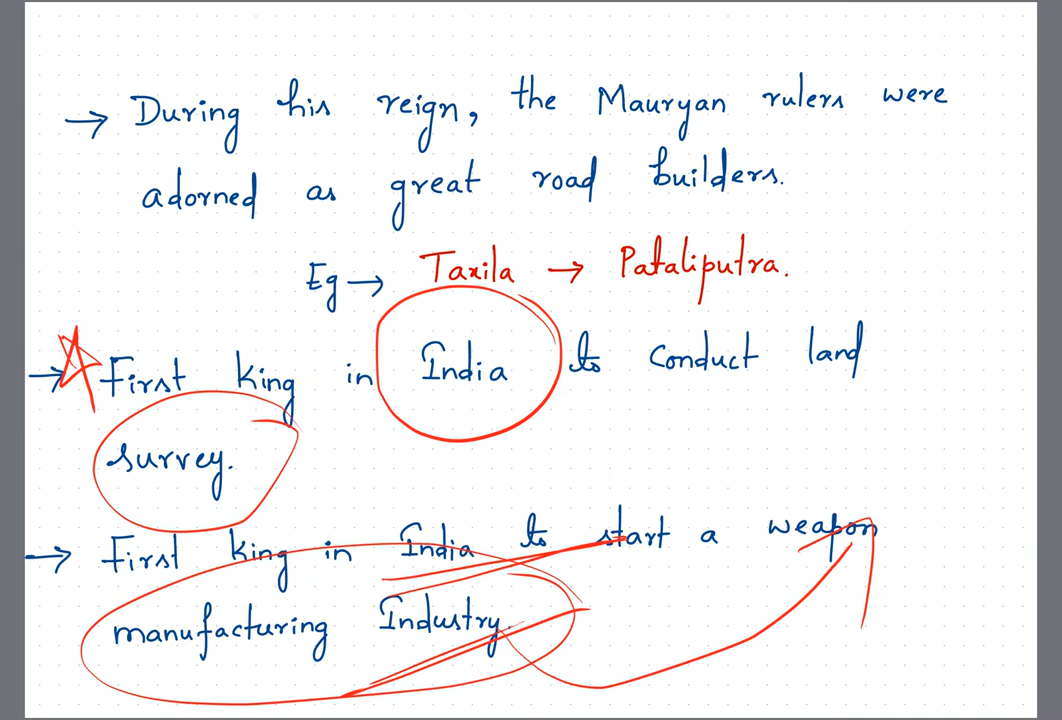 → During his reign, the Mauryan rulers were
adorned as great road builders.
Eg → Taxila → Pataliputra.
→ First king in India to conduct land
survey.
→ First king in India to start a weapon
manufacturing Industry.